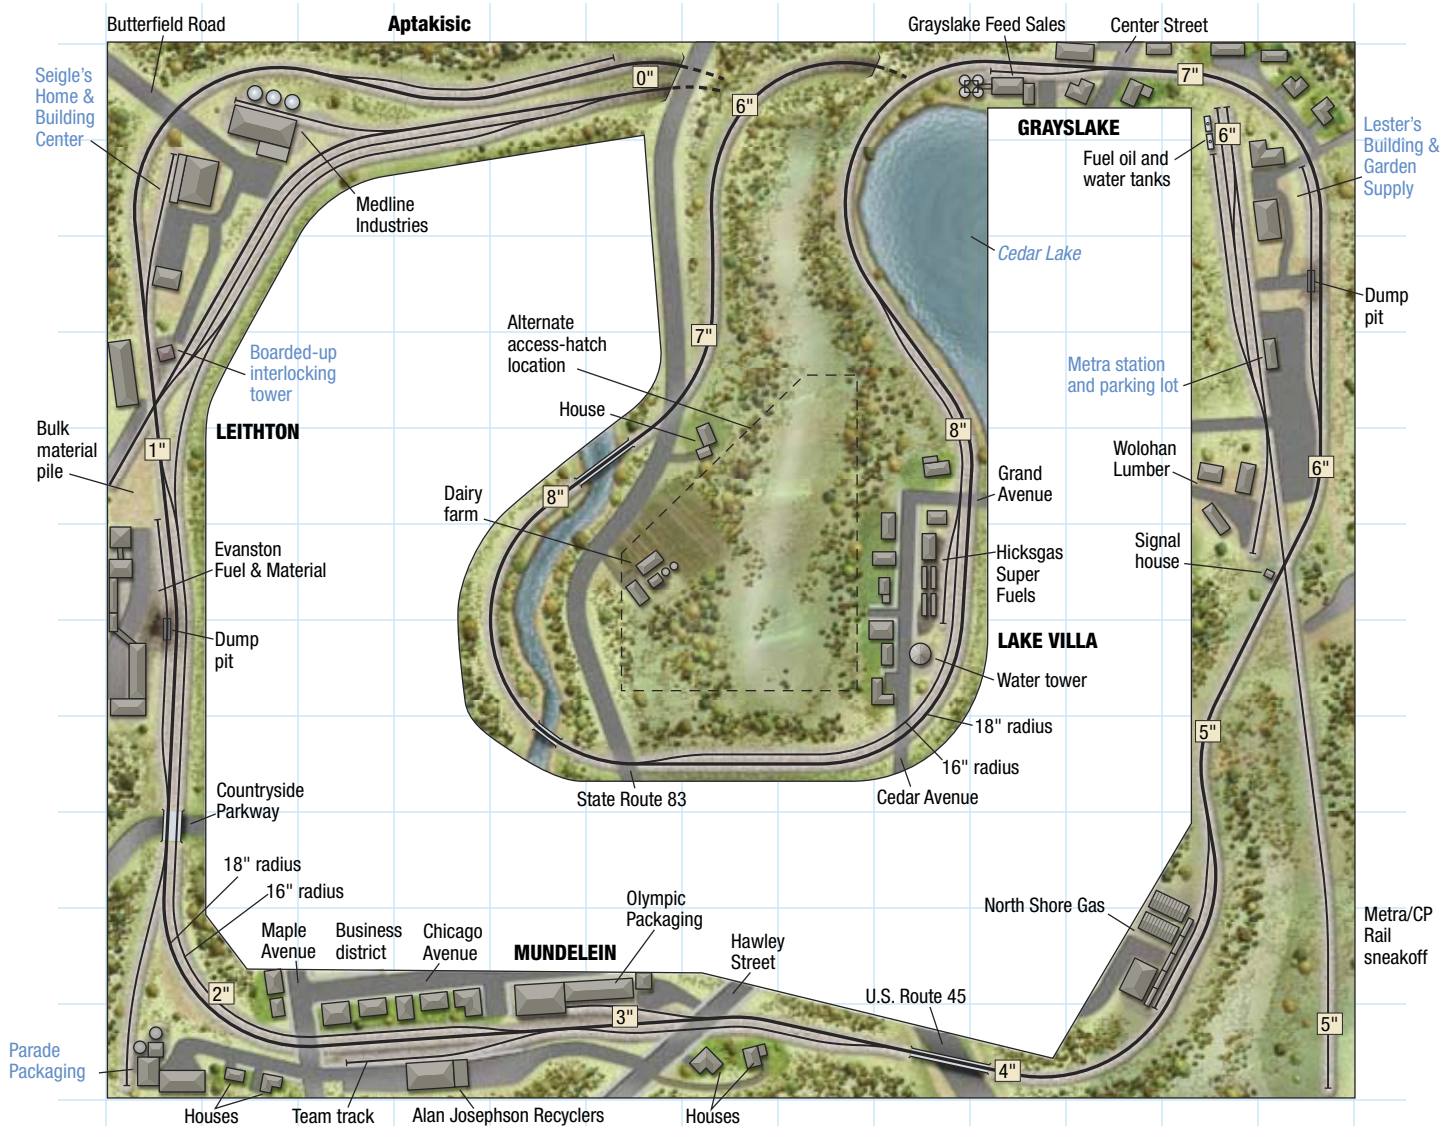 Butterfield Road
Aptakisic
Grayslake Feed Sales
Center Street
Seigle's
Home &
Building
Center
0"
6"
7"
GRAYSLAKE
6"
Fuel oil and
water tanks
Lester's
Building &
Garden
Supply
Medline
Industries
Cedar Lake
Dump
pit
Alternate
access-hatch
location
7"
Boarded-up
interlocking
tower
Metra station
and parking lot
House
LEITHTON
Bulk
material
pile
1"
8"
Wolohan
Lumber
6"
Dairy
farm
8"
Grand
Avenue
Evanston
Fuel & Material
Hicksgas
Super
Fuels
Signal
house
Dump
pit
LAKE VILLA
Water tower
18" radius
5"
16" radius
State Route 83
Cedar Avenue
Countryside
Parkway
18" radius
16" radius
Olympic
Packaging
North Shore Gas
Metra/CP
Rail
sneakoff
Maple
Avenue
Business
district
Chicago
Avenue
MUNDELEIN
Hawley
Street
2"
U.S. Route 45
3"
5"
Parade
Packaging
4"
Houses
Team track
Alan Josephson Recyclers
Houses